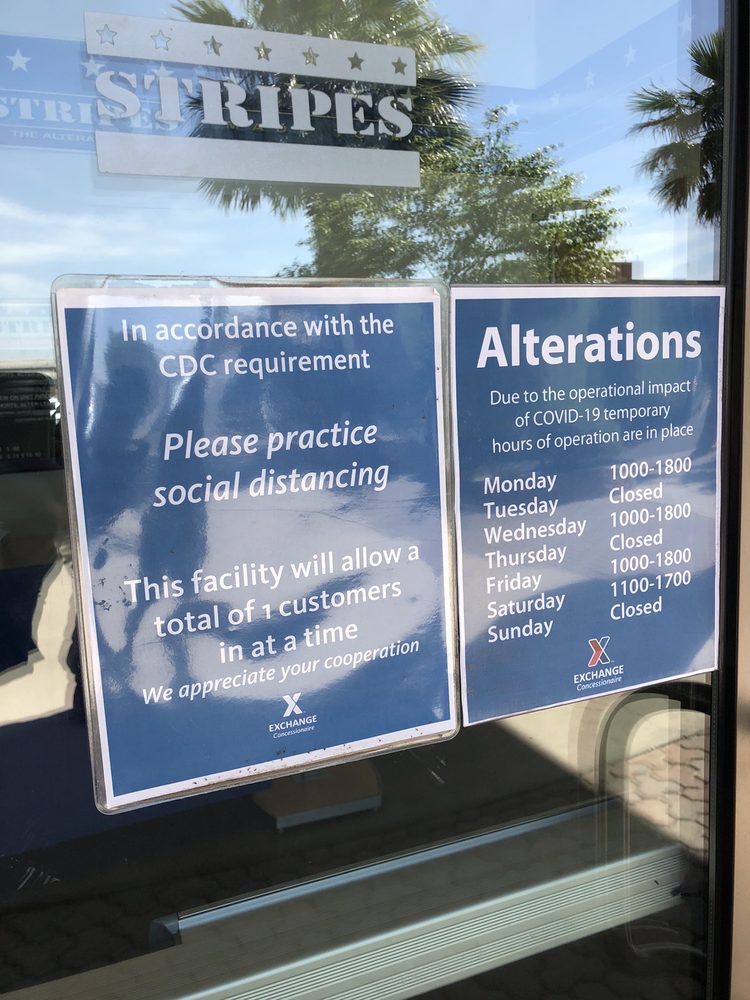 STRIPES
STRIPES
THE ALTERA
In accordance with the
CDC requirement
Please practice
social distancing
This facility will allow a
total of 1 customers
in at a time
We appreciate your cooperation
X
EXCHANGE
Concessionaire
Alterations
Due to the operational impact
of COVID-19 temporary
hours of operation are in place
Monday 1000-1800
Tuesday Closed
Wednesday 1000-1800
Thursday Closed
Friday 1000-1800
Saturday 1100-1700
Sunday Closed
X
EXCHANGE
Concessionaire